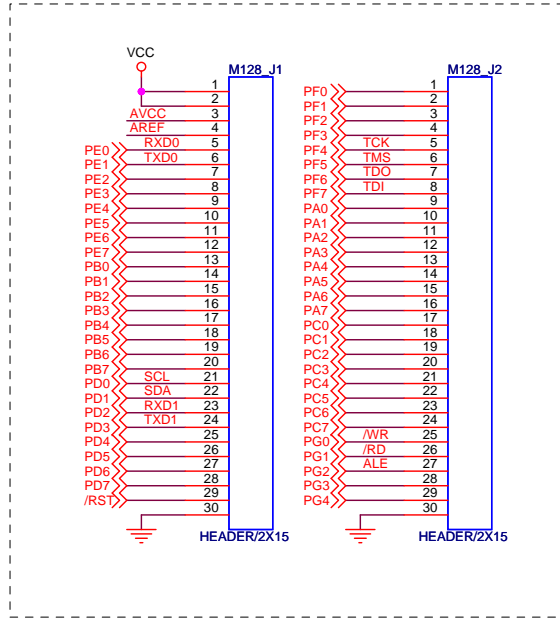 VCC
M128_J1
1
2
AVCC 3
AREF 4
PE0 RXD0 5
PE1 TXD0 6
PE2 7
PE3 8
PE4 9
PE5 10
PE6 11
PE7 12
PB0 13
PB1 14
PB2 15
PB3 16
PB4 17
PB5 18
PB6 19
PB7 20
PD0 SCL 21
PD1 SDA 22
PD2 RXD1 23
PD3 TXD1 24
PD4 25
PD5 26
PD6 27
PD7 28
/RST 29
30
HEADER/2X15
M128_J2
PF0 1
PF1 2
PF2 3
PF3 4
PF4 TCK 5
PF5 TMS 6
PF6 TDO 7
PF7 TDI 8
PA0 9
PA1 10
PA2 11
PA3 12
PA4 13
PA5 14
PA6 15
PA7 16
PC0 17
PC1 18
PC2 19
PC3 20
PC4 21
PC5 22
PC6 23
PC7 24
PG0 /WR 25
PG1 /RD 26
PG2 ALE 27
PG3 28
PG4 29
30
HEADER/2X15